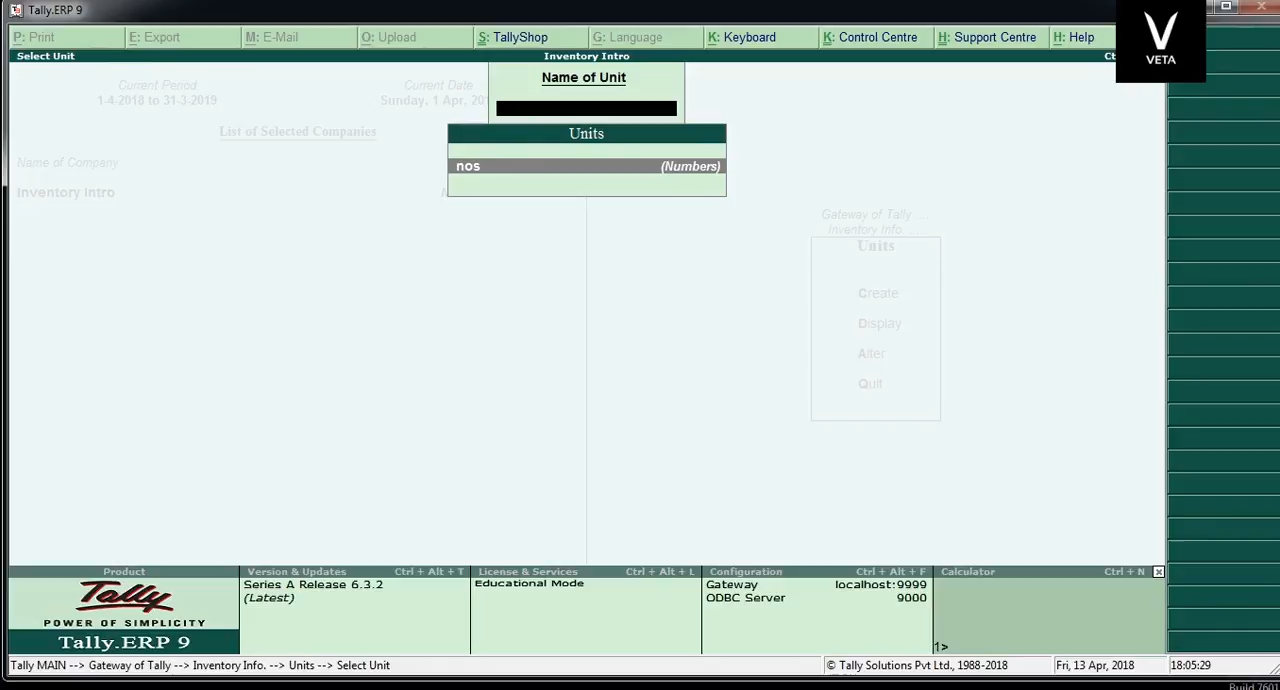 Tally.ERP 9
P: Print
E: Export
M: E-Mail
O: Upload
S: TallyShop
G: Language
K: Keyboard
K: Control Centre
H: Support Centre
H: Help
VETA
Select Unit
Inventory Intro
Name of Unit
Current Period
Current Date
1-4-2018 to 31-3-2019
Sunday, 1 Apr, 20
Units
List of Selected Companies
Name of Company
nos (Numbers)
Inventory Intro
Gateway of Tally ....
Inventory Info. ......
Units
Create
Display
Alter
Quit
Product
Version & Updates Ctrl + Alt + T
License & Services Ctrl + Alt + L
Configuration Ctrl + Alt + F
Calculator Ctrl + N
Tally
POWER OF SIMPLICITY
Tally.ERP 9
Series A Release 6.3.2
(Latest)
Educational Mode
Gateway localhost:9999
ODBC Server 9000
1>
Tally MAIN --> Gateway of Tally --> Inventory Info. --> Units --> Select Unit
© Tally Solutions Pvt Ltd., 1988-2018
Fri, 13 Apr, 2018
18:05:29
Build 7601